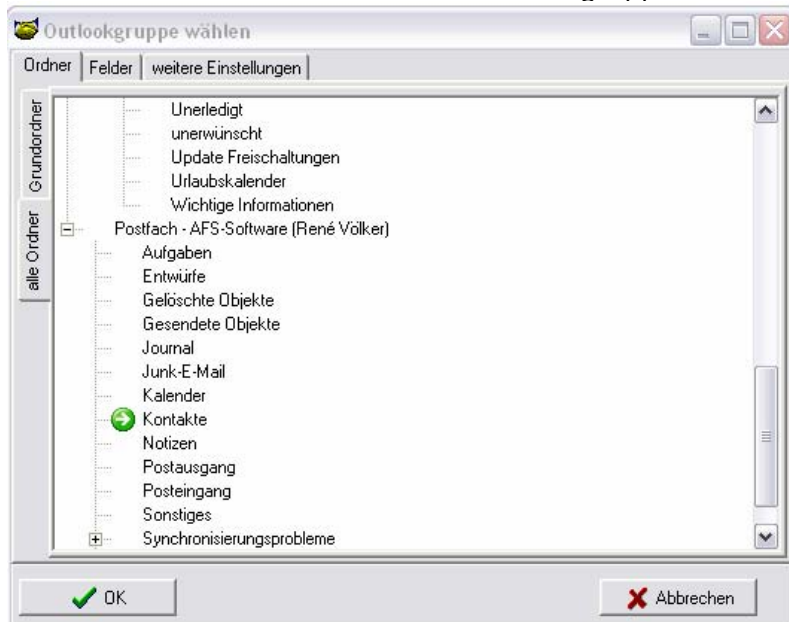 Outlookgruppe wählen
Ordner Felder weitere Einstellungen
Grundordner
alle Ordner
Unerledigt
unerwünscht
Update Freischaltungen
Urlaubskalender
Wichtige Informationen
Postfach - AFS-Software (René Völker)
Aufgaben
Entwürfe
Gelöschte Objekte
Gesendete Objekte
Journal
Junk-E-Mail
Kalender
Kontakte
Notizen
Postausgang
Posteingang
Sonstiges
Synchronisierungsprobleme
OK Abbrechen